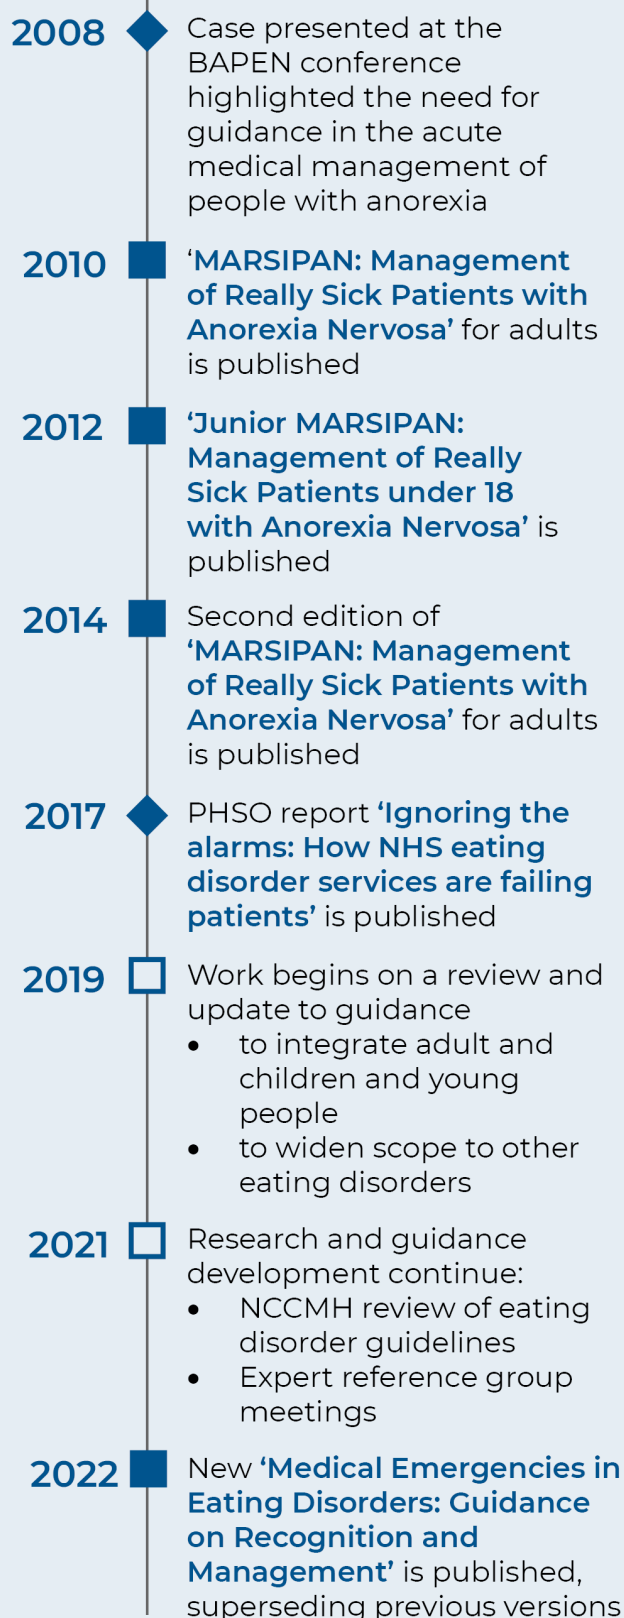 2008
Case presented at the
BAPEN conference
highlighted the need for
guidance in the acute
medical management of
people with anorexia
2010
‘MARSIPAN: Management
of Really Sick Patients with
Anorexia Nervosa’ for adults
is published
2012
‘Junior MARSIPAN:
Management of Really
Sick Patients under 18
with Anorexia Nervosa’ is
published
2014
Second edition of
‘MARSIPAN: Management
of Really Sick Patients with
Anorexia Nervosa’ for adults
is published
2017
PHSO report ‘Ignoring the
alarms: How NHS eating
disorder services are failing
patients’ is published
2019
Work begins on a review and
update to guidance
• to integrate adult and
children and young
people
• to widen scope to other
eating disorders
2021
Research and guidance
development continue:
• NCCMH review of eating
disorder guidelines
• Expert reference group
meetings
2022
New ‘Medical Emergencies in
Eating Disorders: Guidance
on Recognition and
Management’ is published,
superseding previous versions